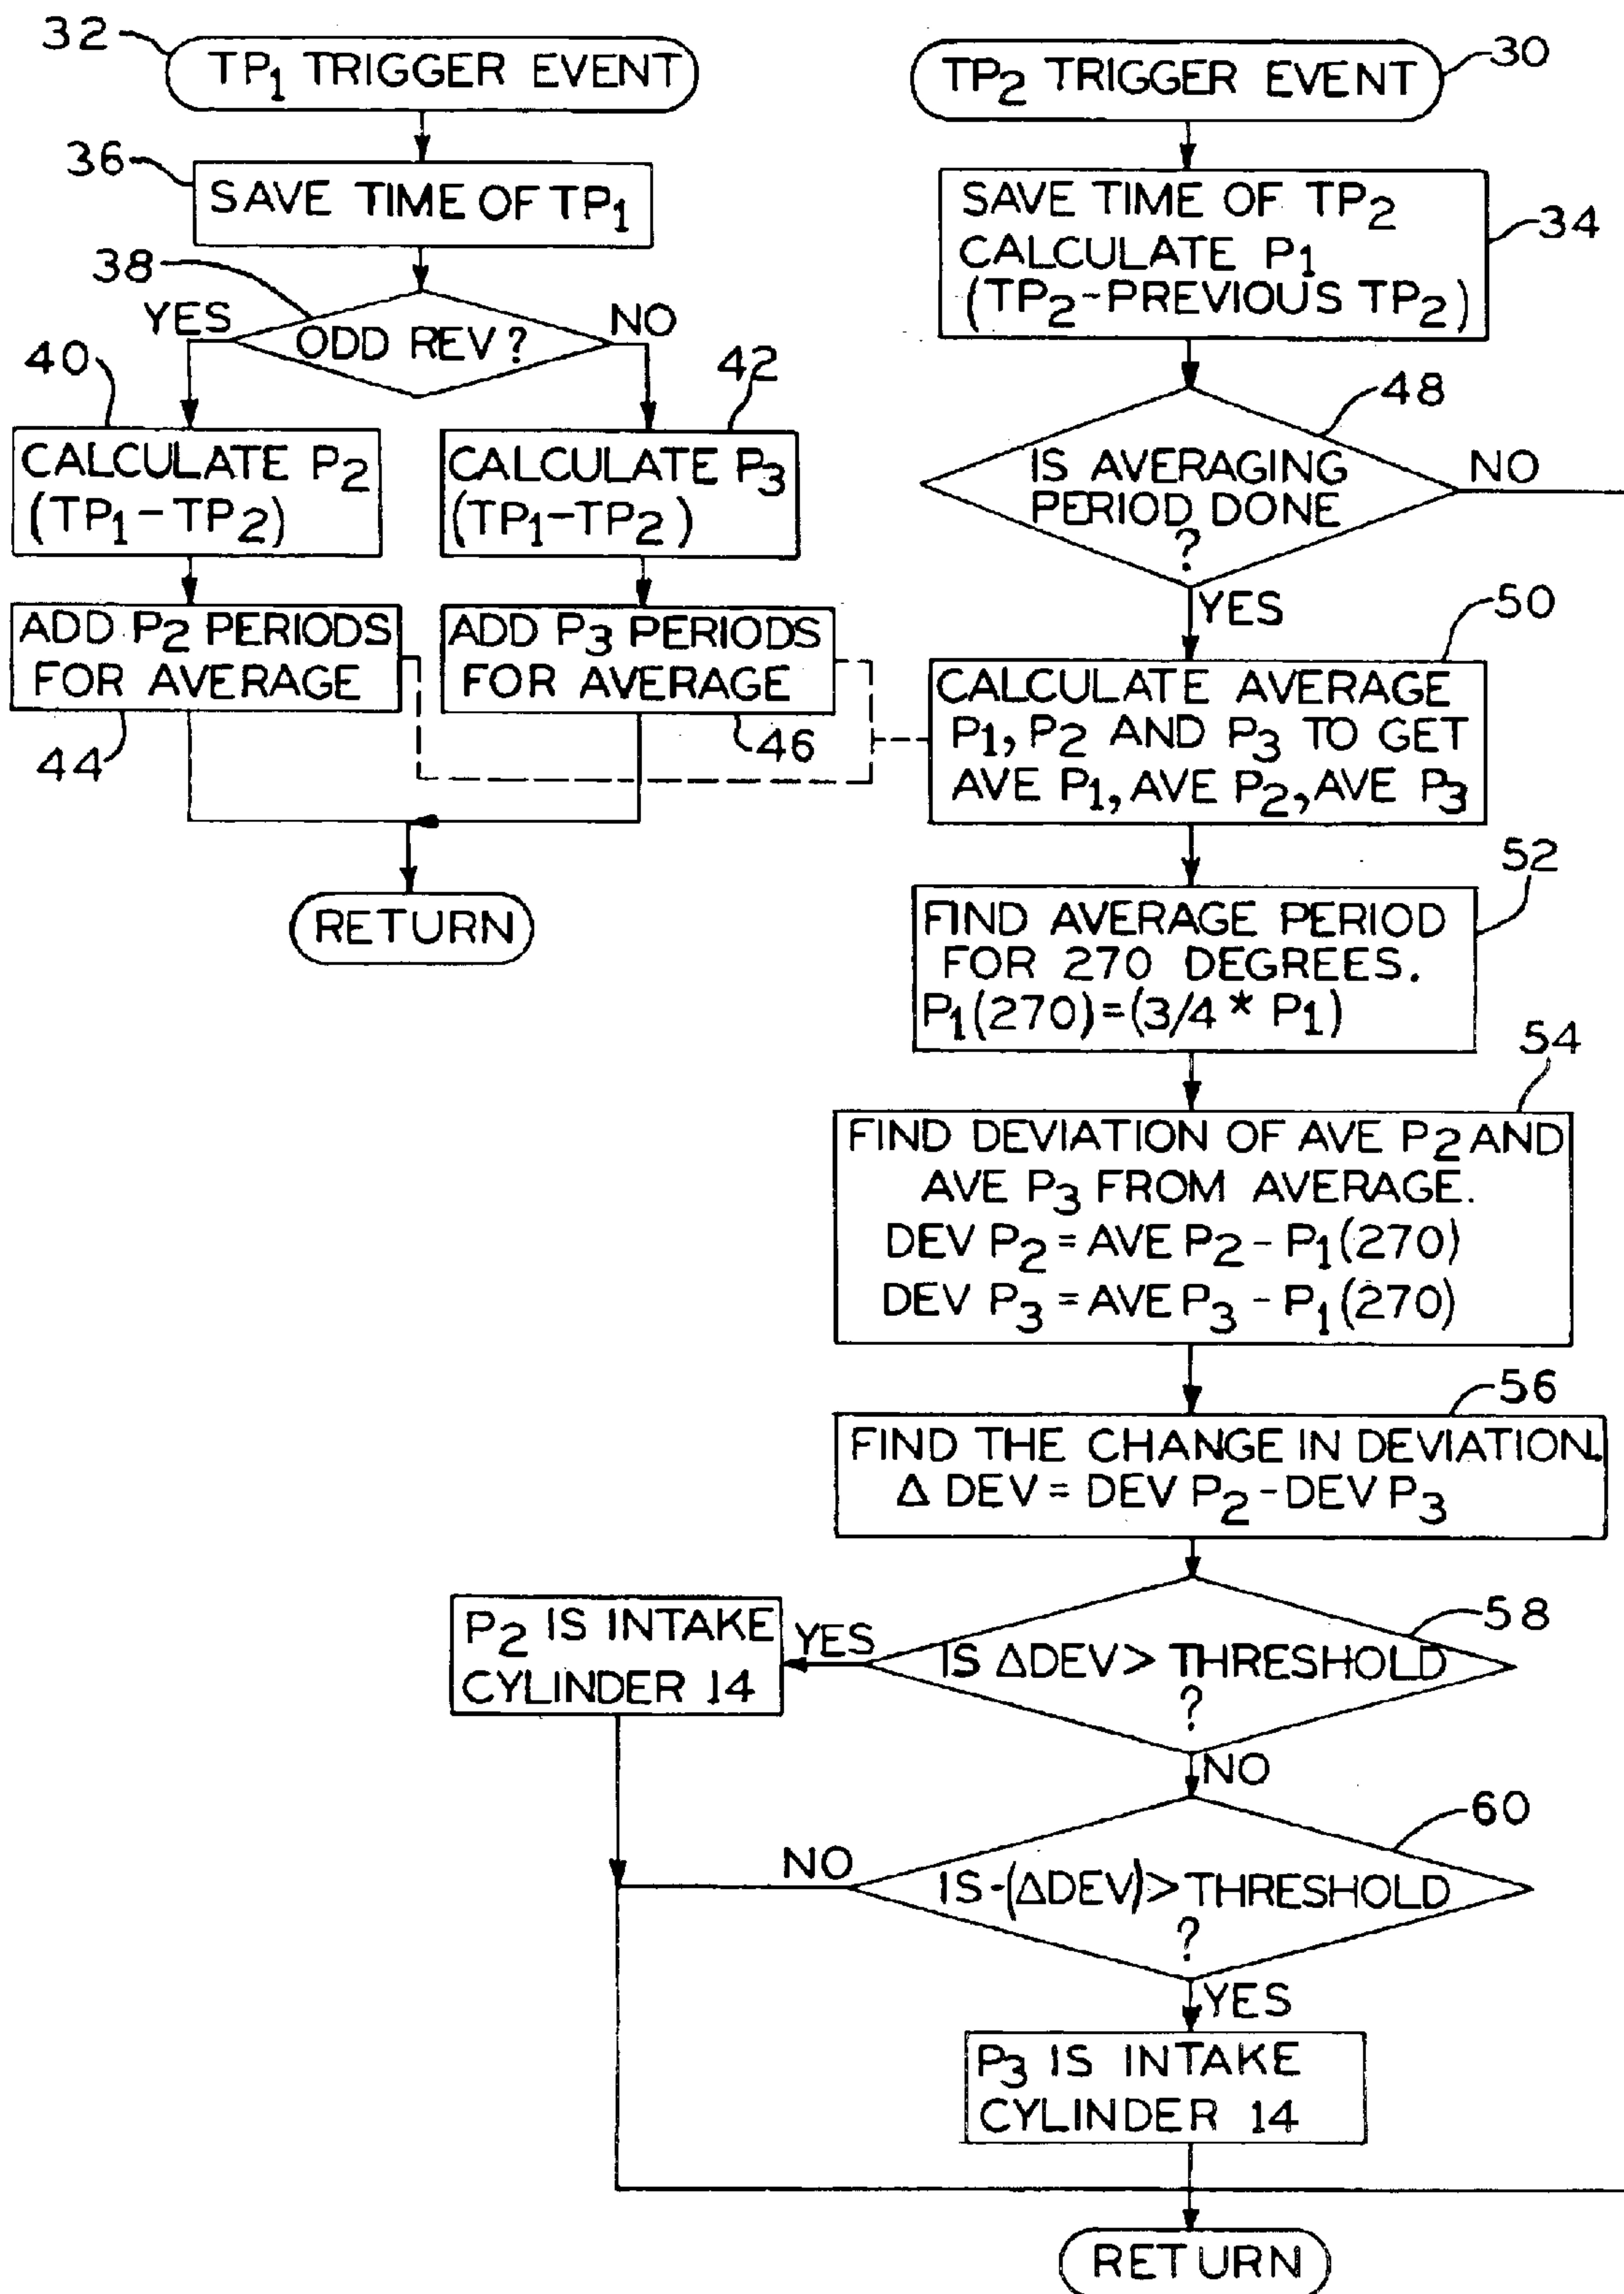 32
TP1 TRIGGER EVENT
36
SAVE TIME OF TP1
38
YES
ODD REV?
NO
40
42
CALCULATE P2
(TP1-TP2)
CALCULATE P3
(TP1-TP2)
ADD P2 PERIODS
FOR AVERAGE
44
ADD P3 PERIODS
FOR AVERAGE
46
RETURN
TP2 TRIGGER EVENT
30
SAVE TIME OF TP2
CALCULATE P1
(TP2-PREVIOUS TP2)
34
48
IS AVERAGING
PERIOD DONE
?
NO
YES
50
CALCULATE AVERAGE
P1, P2 AND P3 TO GET
AVE P1, AVE P2, AVE P3
52
FIND AVERAGE PERIOD
FOR 270 DEGREES.
P1(270)=(3/4 * P1)
54
FIND DEVIATION OF AVE P2 AND
AVE P3 FROM AVERAGE.
DEV P2 = AVE P2 - P1(270)
DEV P3 = AVE P3 - P1(270)
56
FIND THE CHANGE IN DEVIATION.
Δ DEV = DEV P2 - DEV P3
58
IS ΔDEV > THRESHOLD
?
YES
P2 IS INTAKE
CYLINDER 14
NO
60
IS -(ΔDEV) > THRESHOLD
?
NO
YES
P3 IS INTAKE
CYLINDER 14
RETURN